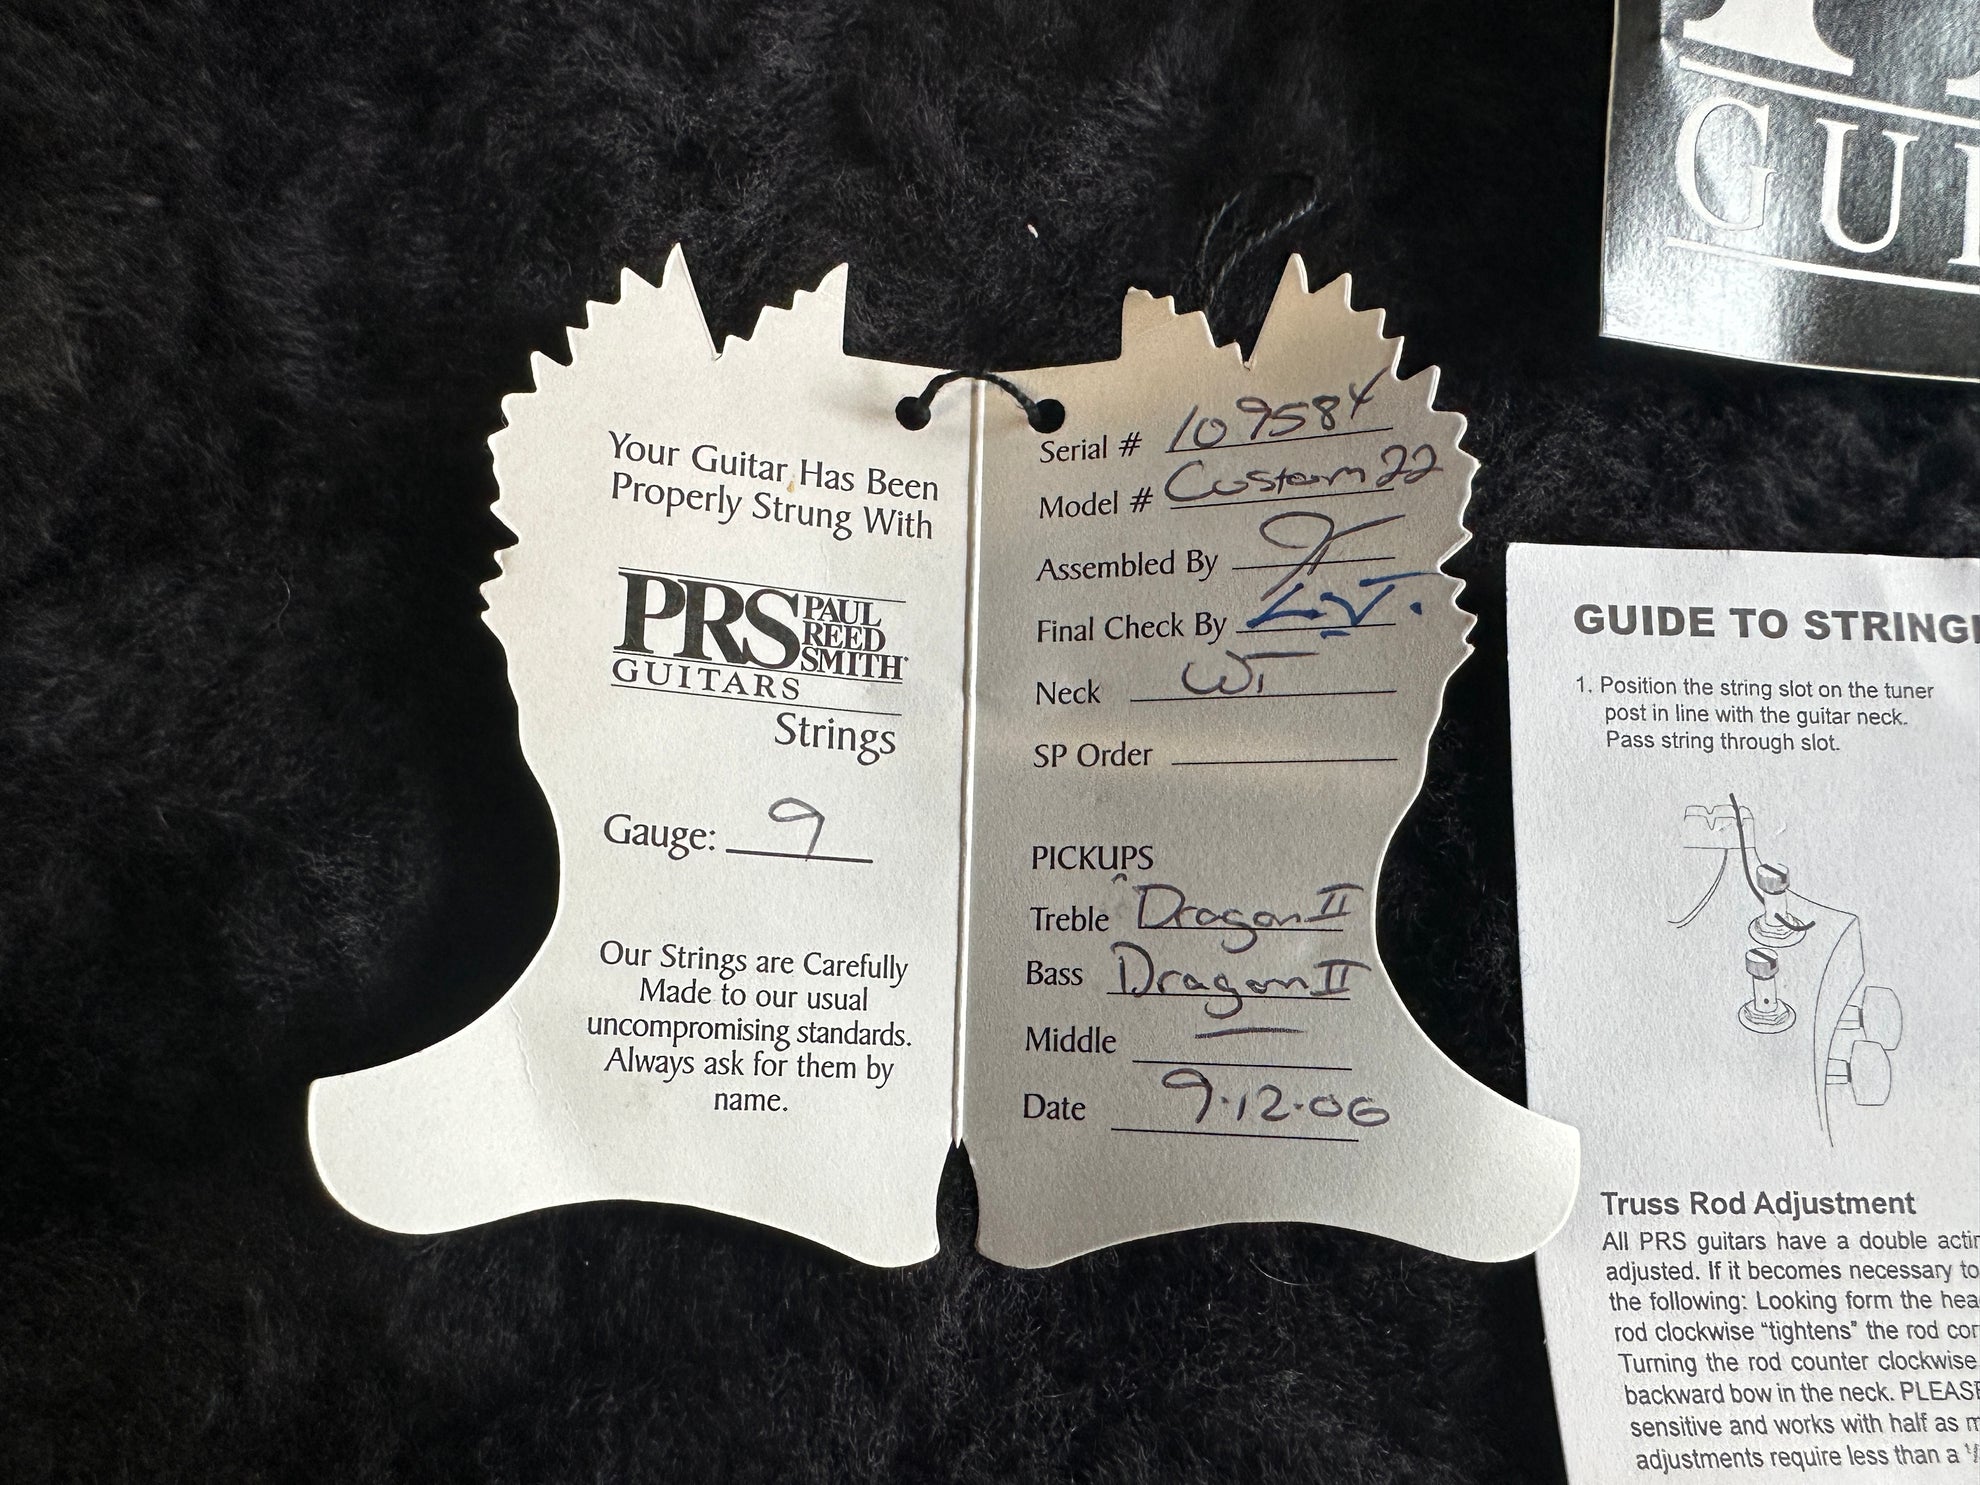 Your Guitar Has Been
Properly Strung With
PRS PAUL
REED
SMITH
GUITARS
Strings
Gauge: 9
Our Strings are Carefully
Made to our usual
uncompromising standards.
Always ask for them by
name.
Serial # 109584
Model # Custom 22
Assembled By
Final Check By L.V.
Neck WT
SP Order
PICKUPS
Treble Dragon II
Bass Dragon II
Middle —
Date 9.12.06
GUI
GUIDE TO STRINGI
1. Position the string slot on the tuner
post in line with the guitar neck.
Pass string through slot.
Truss Rod Adjustment
All PRS guitars have a double actin
adjusted. If it becomes necessary to
the following: Looking form the hea
rod clockwise "tightens" the rod cor
Turning the rod counter clockwise
backward bow in the neck. PLEASE
sensitive and works with half as m
adjustments require less than a